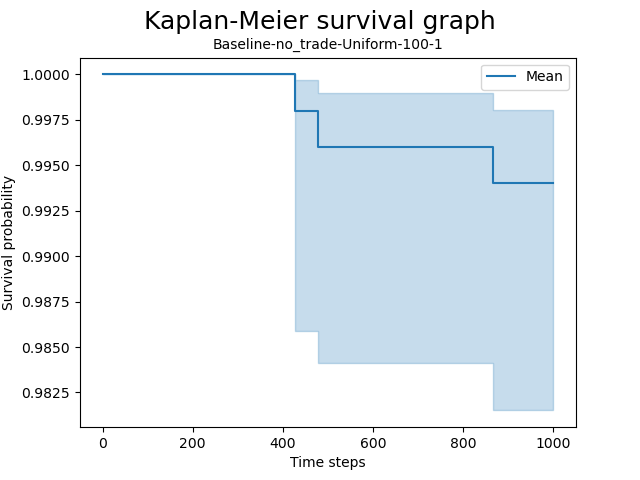 Kaplan-Meier survival graph
Baseline-no_trade-Uniform-100-1
Mean
Survival probability
1.0000
0.9975
0.9950
0.9925
0.9900
0.9875
0.9850
0.9825
0 200 400 600 800 1000
Time steps